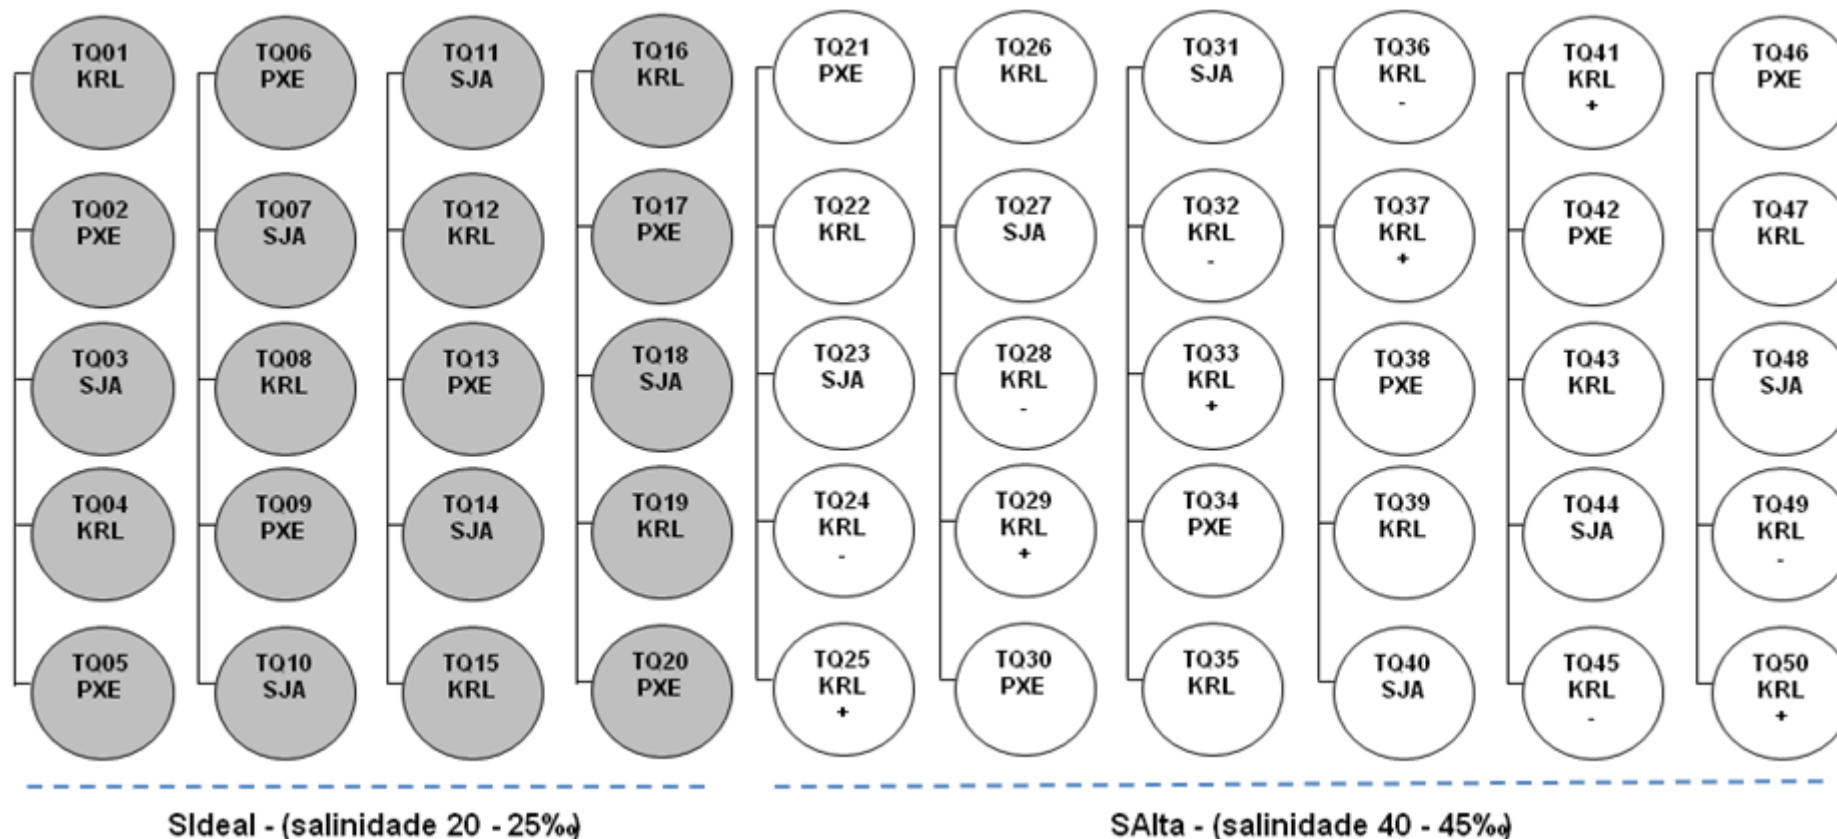 TQ01
KRL
TQ02
PXE
TQ03
SJA
TQ04
KRL
TQ05
PXE
TQ06
PXE
TQ07
SJA
TQ08
KRL
TQ09
PXE
TQ10
SJA
TQ11
SJA
TQ12
KRL
TQ13
PXE
TQ14
SJA
TQ15
KRL
TQ16
KRL
TQ17
PXE
TQ18
SJA
TQ19
KRL
TQ20
PXE
TQ21
PXE
TQ22
KRL
TQ23
SJA
TQ24
KRL
-
TQ25
KRL
+
TQ26
KRL
TQ27
SJA
TQ28
KRL
-
TQ29
KRL
+
TQ30
PXE
TQ31
SJA
TQ32
KRL
-
TQ33
KRL
+
TQ34
PXE
TQ35
KRL
TQ36
KRL
-
TQ37
KRL
+
TQ38
PXE
TQ39
KRL
TQ40
SJA
TQ41
KRL
+
TQ42
PXE
TQ43
KRL
TQ44
SJA
TQ45
KRL
-
TQ46
PXE
TQ47
KRL
TQ48
SJA
TQ49
KRL
-
TQ50
KRL
+
SIdeal - (salinidade 20 - 25‰)
SAlta - (salinidade 40 - 45‰)